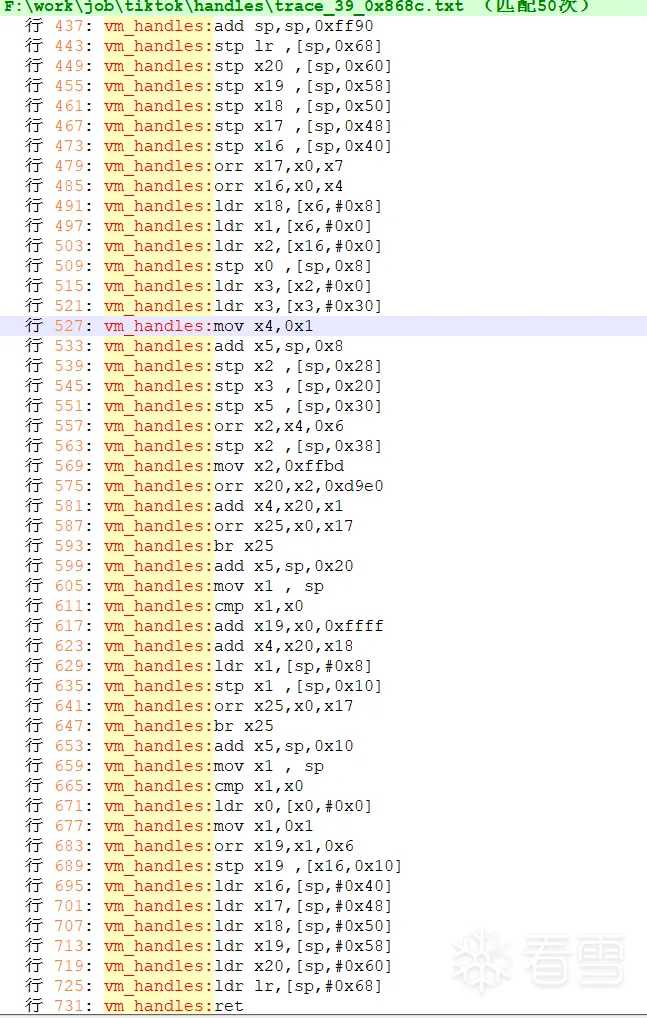 F:\work\job\tiktok\handles\trace_39_0x868c.txt （匹配50次）
行 437: vm_handles:add sp,sp,0xff90
行 443: vm_handles:stp lr ,[sp,0x68]
行 449: vm_handles:stp x20 ,[sp,0x60]
行 455: vm_handles:stp x19 ,[sp,0x58]
行 461: vm_handles:stp x18 ,[sp,0x50]
行 467: vm_handles:stp x17 ,[sp,0x48]
行 473: vm_handles:stp x16 ,[sp,0x40]
行 479: vm_handles:orr x17,x0,x7
行 485: vm_handles:orr x16,x0,x4
行 491: vm_handles:ldr x18,[x6,#0x8]
行 497: vm_handles:ldr x1,[x6,#0x0]
行 503: vm_handles:ldr x2,[x16,#0x0]
行 509: vm_handles:stp x0 ,[sp,0x8]
行 515: vm_handles:ldr x3,[x2,#0x0]
行 521: vm_handles:ldr x3,[x3,#0x30]
行 527: vm_handles:mov x4,0x1
行 533: vm_handles:add x5,sp,0x8
行 539: vm_handles:stp x2 ,[sp,0x28]
行 545: vm_handles:stp x3 ,[sp,0x20]
行 551: vm_handles:stp x5 ,[sp,0x30]
行 557: vm_handles:orr x2,x4,0x6
行 563: vm_handles:stp x2 ,[sp,0x38]
行 569: vm_handles:mov x2,0xffbd
行 575: vm_handles:orr x20,x2,0xd9e0
行 581: vm_handles:add x4,x20,x1
行 587: vm_handles:orr x25,x0,x17
行 593: vm_handles:br x25
行 599: vm_handles:add x5,sp,0x20
行 605: vm_handles:mov x1 , sp
行 611: vm_handles:cmp x1,x0
行 617: vm_handles:add x19,x0,0xffff
行 623: vm_handles:add x4,x20,x18
行 629: vm_handles:ldr x1,[sp,#0x8]
行 635: vm_handles:stp x1 ,[sp,0x10]
行 641: vm_handles:orr x25,x0,x17
行 647: vm_handles:br x25
行 653: vm_handles:add x5,sp,0x10
行 659: vm_handles:mov x1 , sp
行 665: vm_handles:cmp x1,x0
行 671: vm_handles:ldr x0,[x0,#0x0]
行 677: vm_handles:mov x1,0x1
行 683: vm_handles:orr x19,x1,0x6
行 689: vm_handles:stp x19 ,[x16,0x10]
行 695: vm_handles:ldr x16,[sp,#0x40]
行 701: vm_handles:ldr x17,[sp,#0x48]
行 707: vm_handles:ldr x18,[sp,#0x50]
行 713: vm_handles:ldr x19,[sp,#0x58]
行 719: vm_handles:ldr x20,[sp,#0x60]
行 725: vm_handles:ldr lr,[sp,#0x68]
行 731: vm_handles:ret
看雪